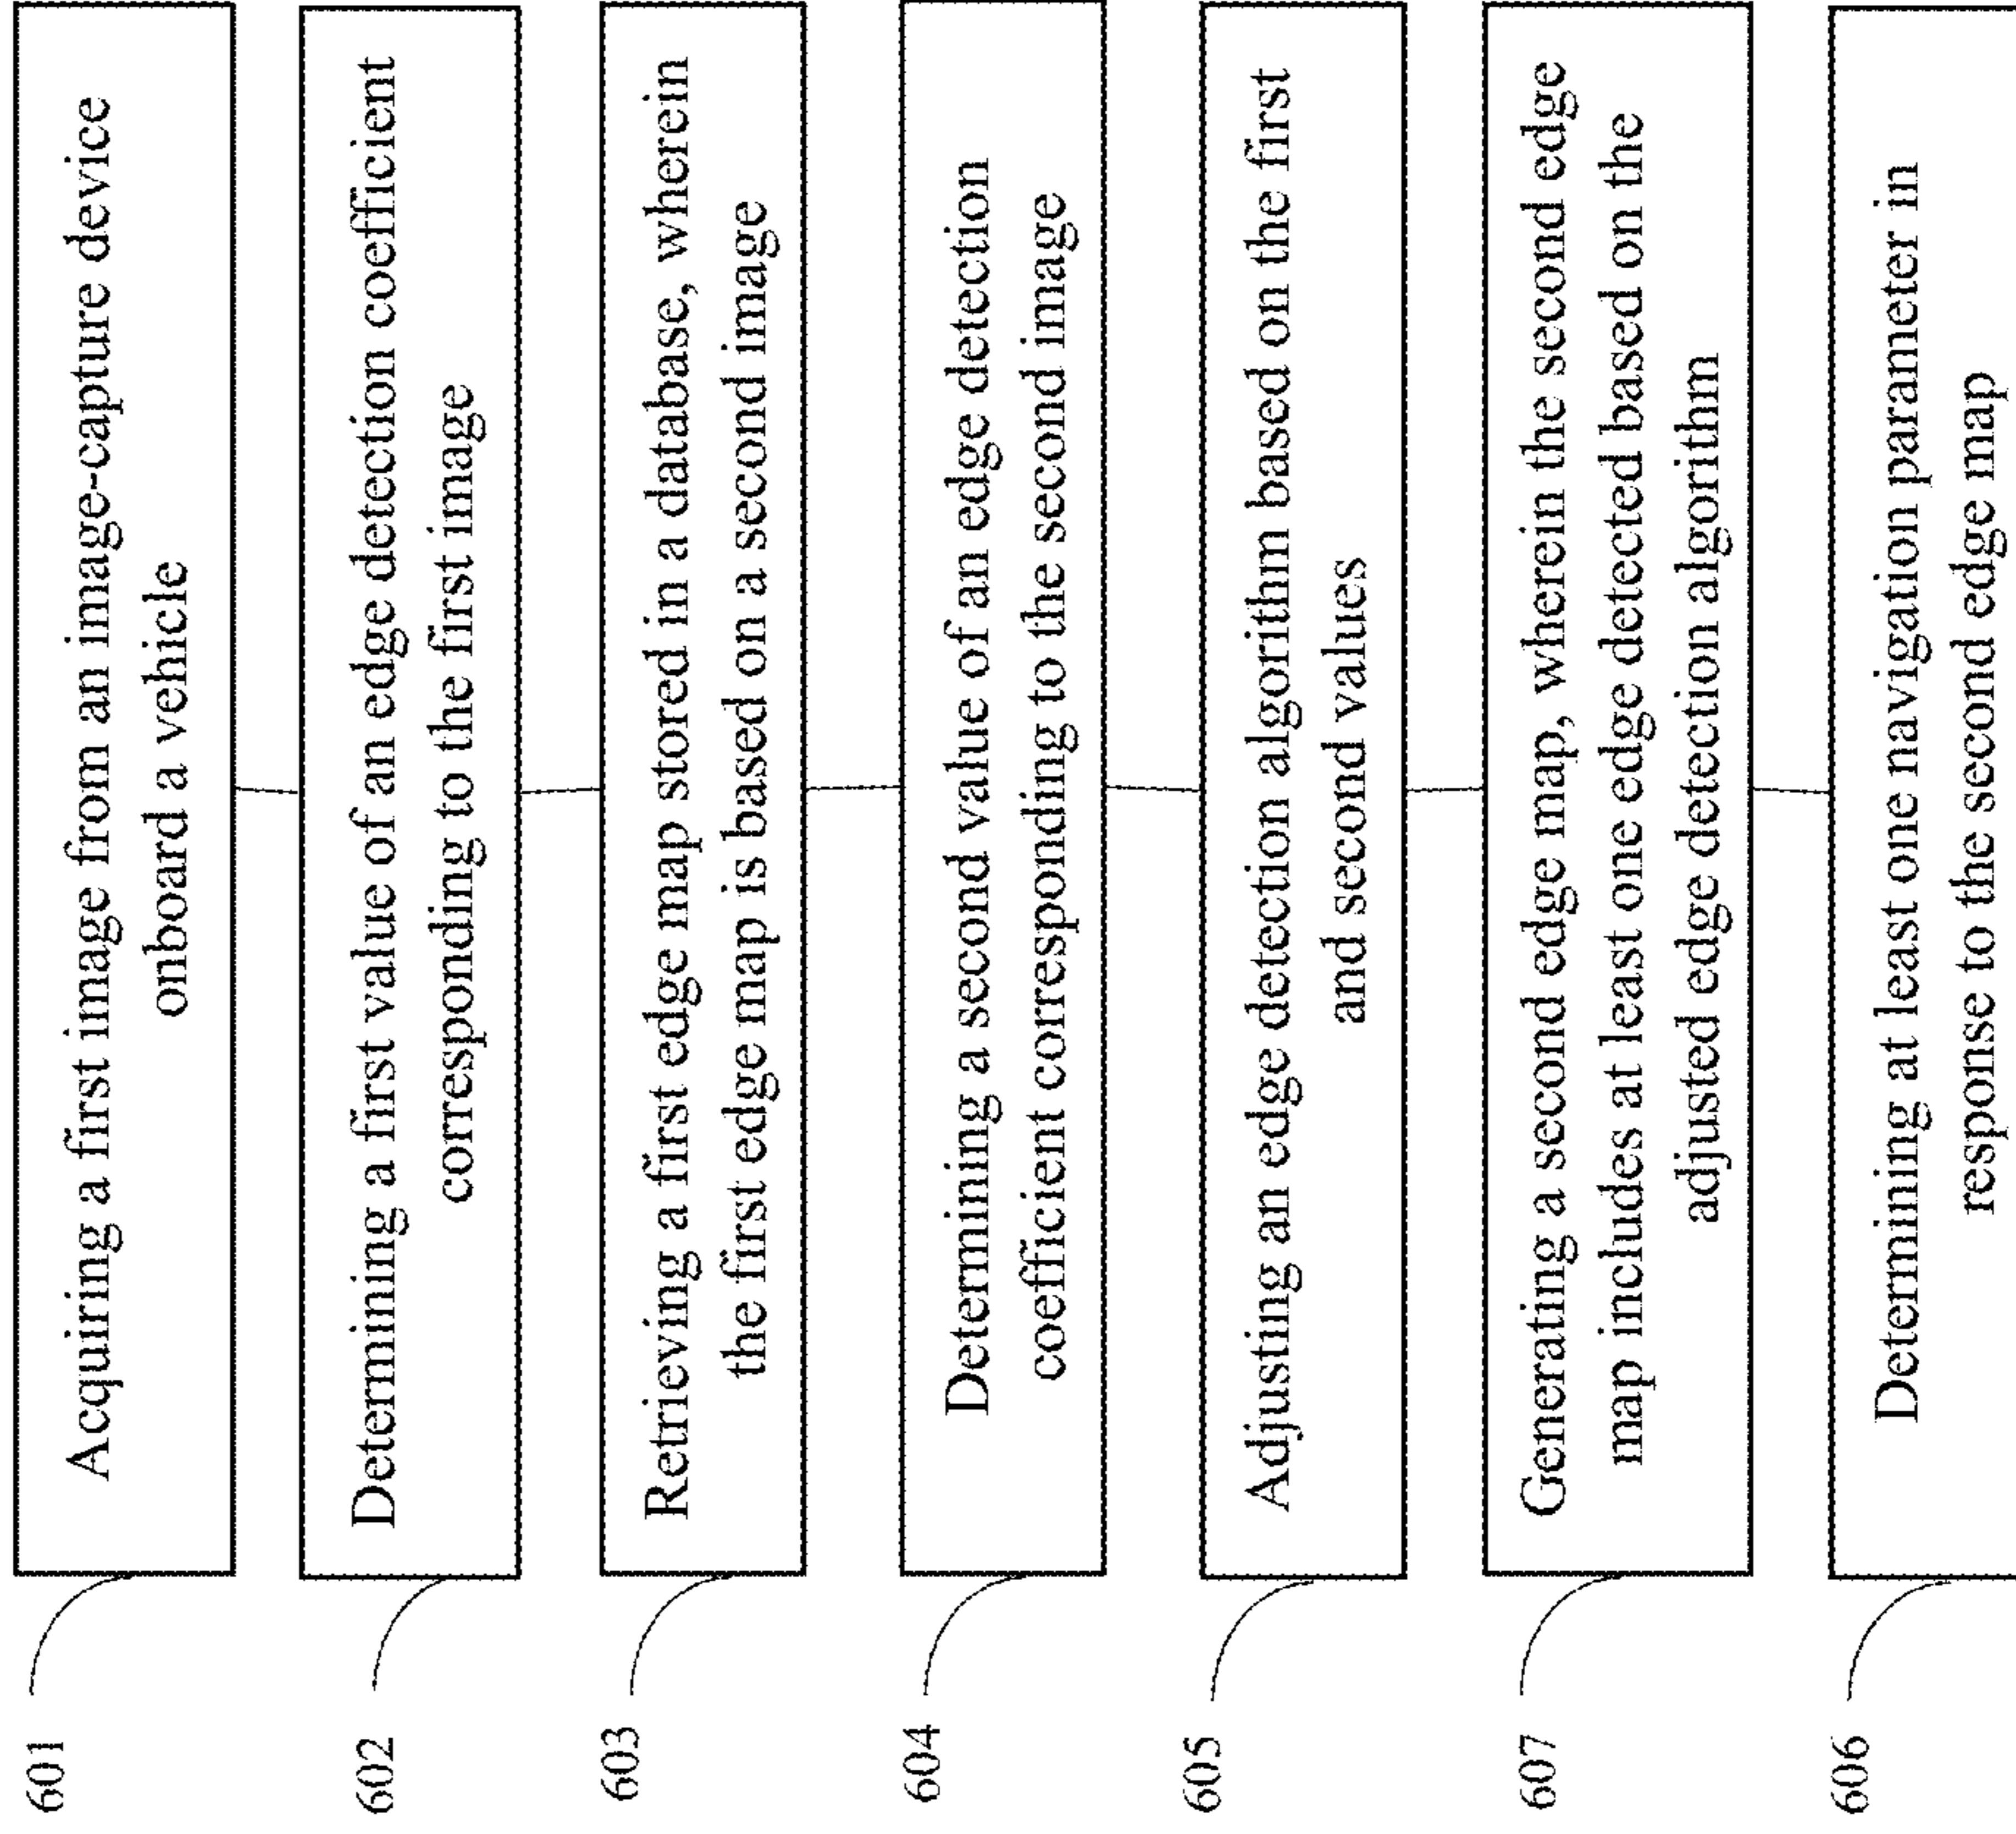 601
Acquiring a first image from an image-capture device
onboard a vehicle
602
Determining a first value of an edge detection coefficient
corresponding to the first image
603
Retrieving a first edge map stored in a database, wherein
the first edge map is based on a second image
604
Determining a second value of an edge detection
coefficient corresponding to the second image
605
Adjusting an edge detection algorithm based on the first
and second values
607
Generating a second edge map, wherein the second edge
map includes at least one edge detected based on the
adjusted edge detection algorithm
606
Determining at least one navigation parameter in
response to the second edge map